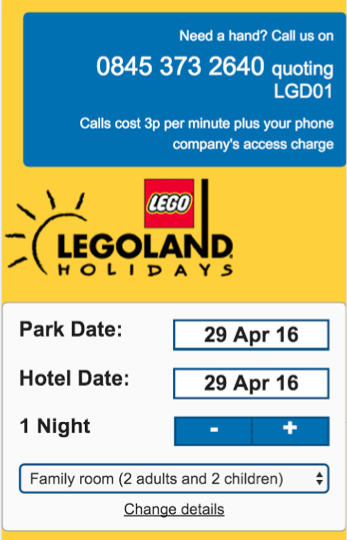 Need a hand? Call us on
0845 373 2640 quoting
LGD01
Calls cost 3p per minute plus your phone
company's access charge
LEGO
LEGOLAND
HOLIDAYS
Park Date: 29 Apr 16
Hotel Date: 29 Apr 16
1 Night - +
Family room (2 adults and 2 children)
Change details